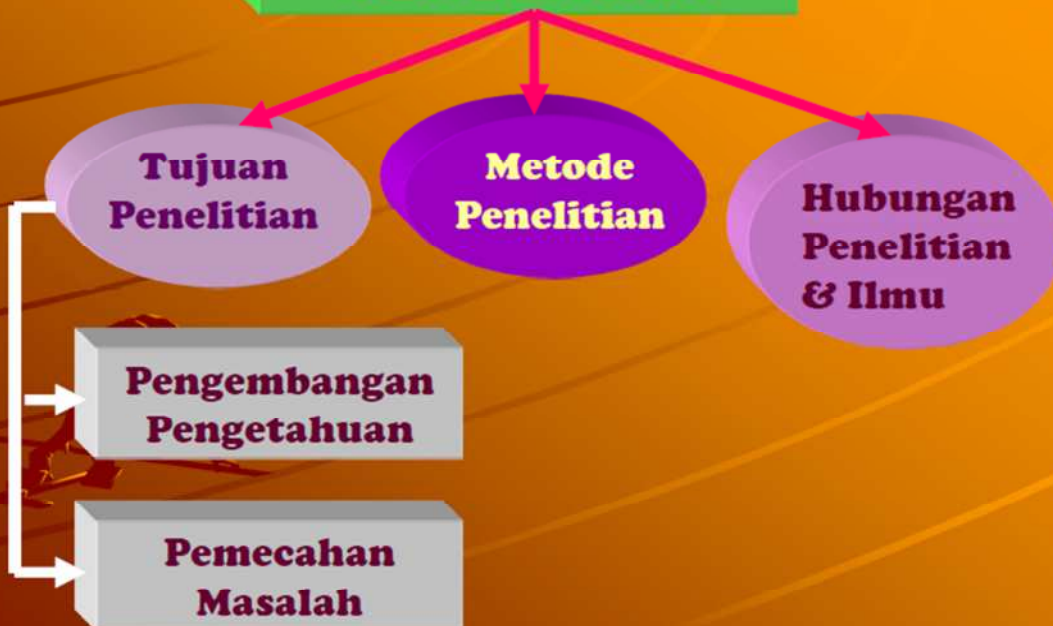 Tujuan
Penelitian
Metode
Penelitian
Hubungan
Penelitian
& Ilmu
Pengembangan
Pengetahuan
Pemecahan
Masalah